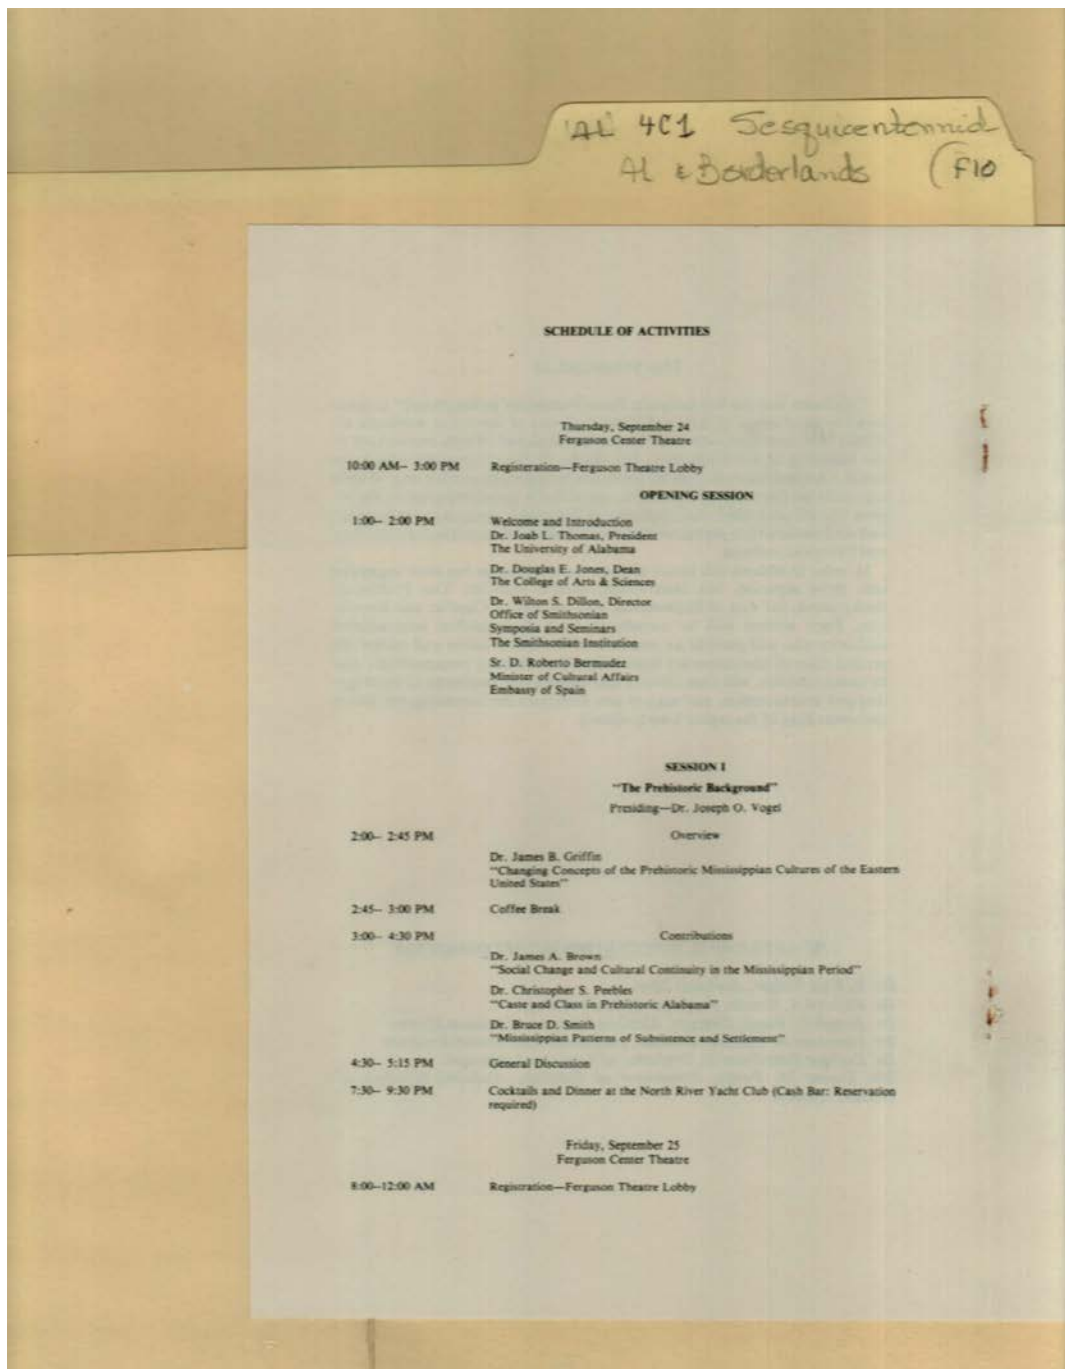 AL 4C1 Sesquicentennial
Al & Borderlands (F10
SCHEDULE OF ACTIVITIES
Thursday, September 24
Ferguson Center Theatre
10:00 AM– 3:00 PM Registeration—Ferguson Theatre Lobby
OPENING SESSION
1:00– 2:00 PM Welcome and Introduction
Dr. Joab L. Thomas, President
The University of Alabama
Dr. Douglas E. Jones, Dean
The College of Arts & Sciences
Dr. Wilton S. Dillon, Director
Office of Smithsonian
Symposia and Seminars
The Smithsonian Institution
Sr. D. Roberto Bermudez
Minister of Cultural Affairs
Embassy of Spain
SESSION I
"The Prehistoric Background"
Presiding—Dr. Joseph O. Vogel
2:00– 2:45 PM Overview
Dr. James B. Griffin
"Changing Concepts of the Prehistoric Mississippian Cultures of the Eastern
United States"
2:45– 3:00 PM Coffee Break
3:00– 4:30 PM Contributions
Dr. James A. Brown
"Social Change and Cultural Continuity in the Mississippian Period"
Dr. Christopher S. Peebles
"Caste and Class in Prehistoric Alabama"
Dr. Bruce D. Smith
"Mississippian Patterns of Subsistence and Settlement"
4:30– 5:15 PM General Discussion
7:30– 9:30 PM Cocktails and Dinner at the North River Yacht Club (Cash Bar: Reservation
required)
Friday, September 25
Ferguson Center Theatre
8:00–12:00 AM Registration—Ferguson Theatre Lobby